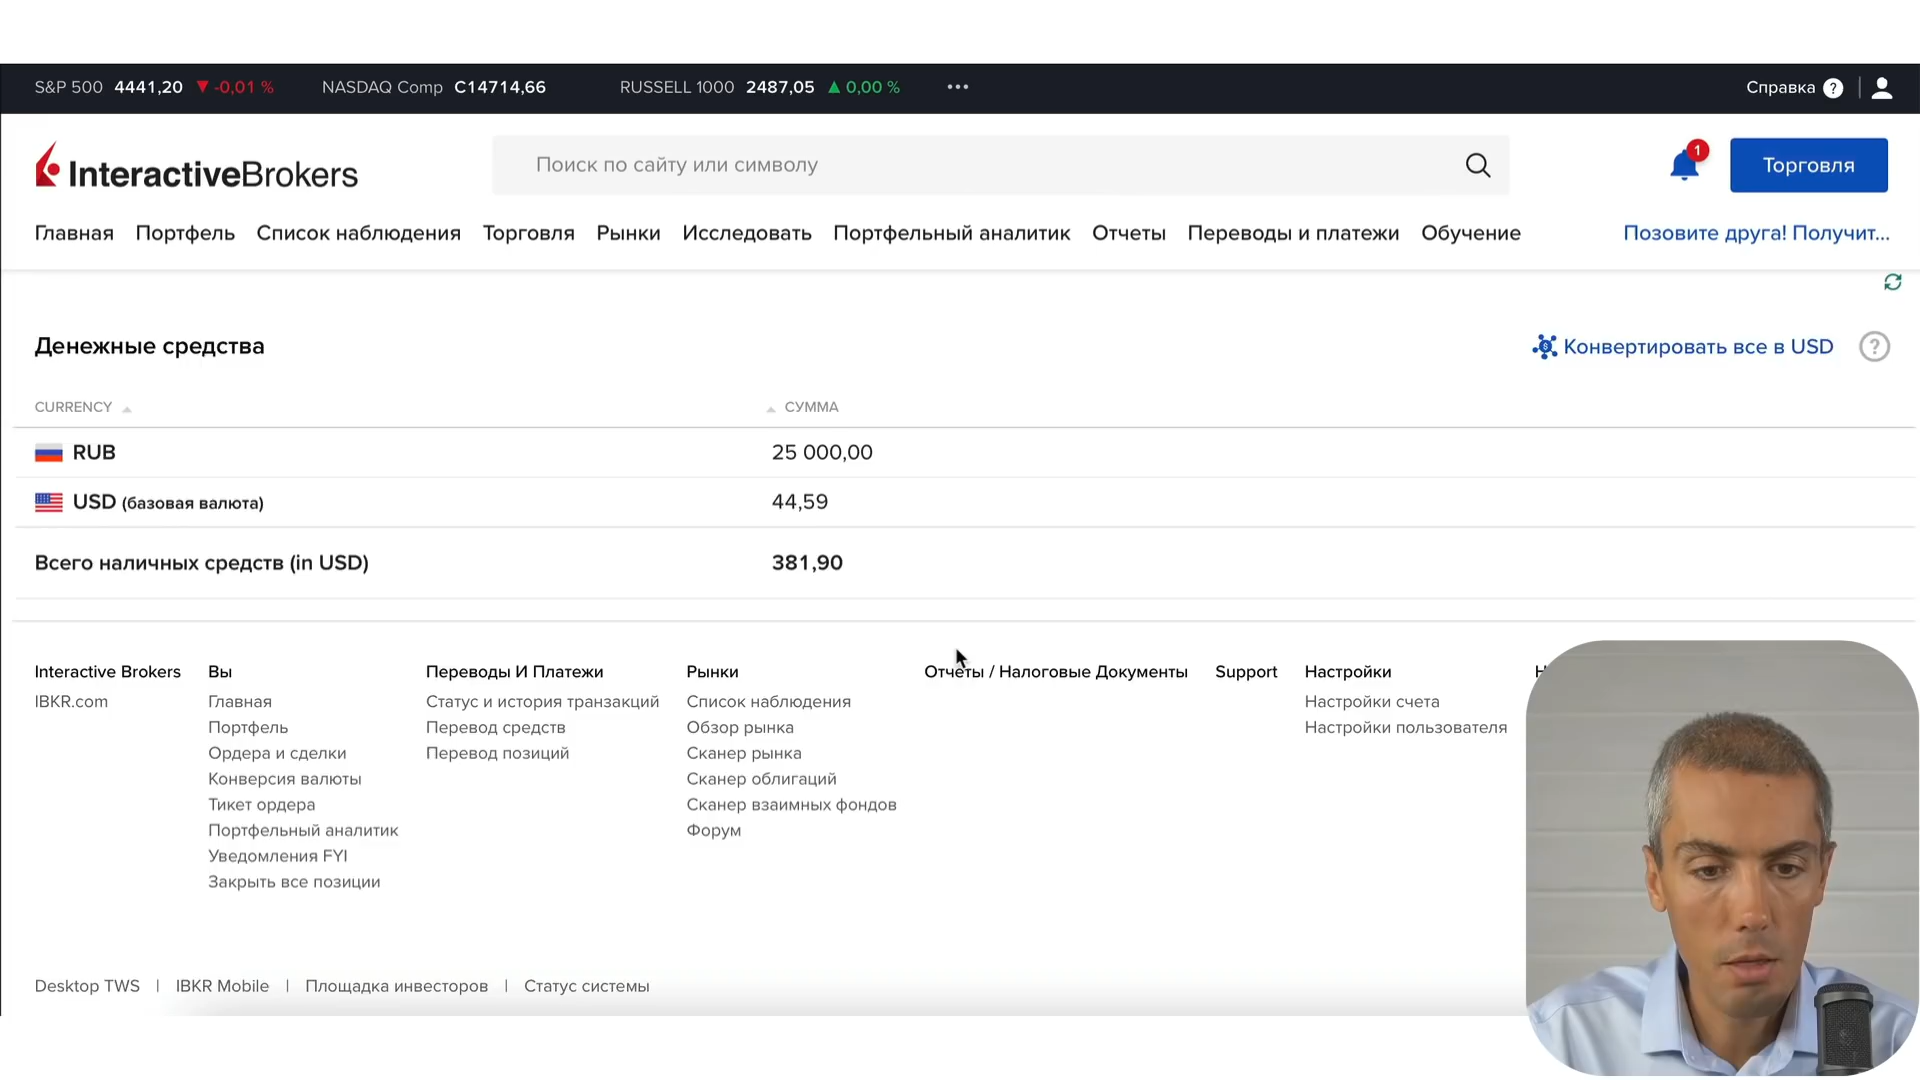 S&P 500 4441,20 ▼ -0,01 % NASDAQ Comp C14714,66 RUSSELL 1000 2487,05 ▲ 0,00 % ••• Справка ?
InteractiveBrokers Поиск по сайту или символу 1 Торговля
Главная Портфель Список наблюдения Торговля Рынки Исследовать Портфельный аналитик Отчеты Переводы и платежи Обучение Позовите друга! Получит...
Денежные средства Конвертировать все в USD ?
CURRENCY СУММА
RUB 25 000,00
USD (базовая валюта) 44,59
Всего наличных средств (in USD) 381,90
Interactive Brokers Вы Переводы И Платежи Рынки Отчеты / Налоговые Документы Support Настройки
IBKR.com Главная Статус и история транзакций Список наблюдения Настройки счета
Портфель Перевод средств Обзор рынка Настройки пользователя
Ордера и сделки Перевод позиций Сканер рынка
Конверсия валюты Сканер облигаций
Тикет ордера Сканер взаимных фондов
Портфельный аналитик Форум
Уведомления FYI
Закрыть все позиции
Desktop TWS | IBKR Mobile | Площадка инвесторов | Статус системы